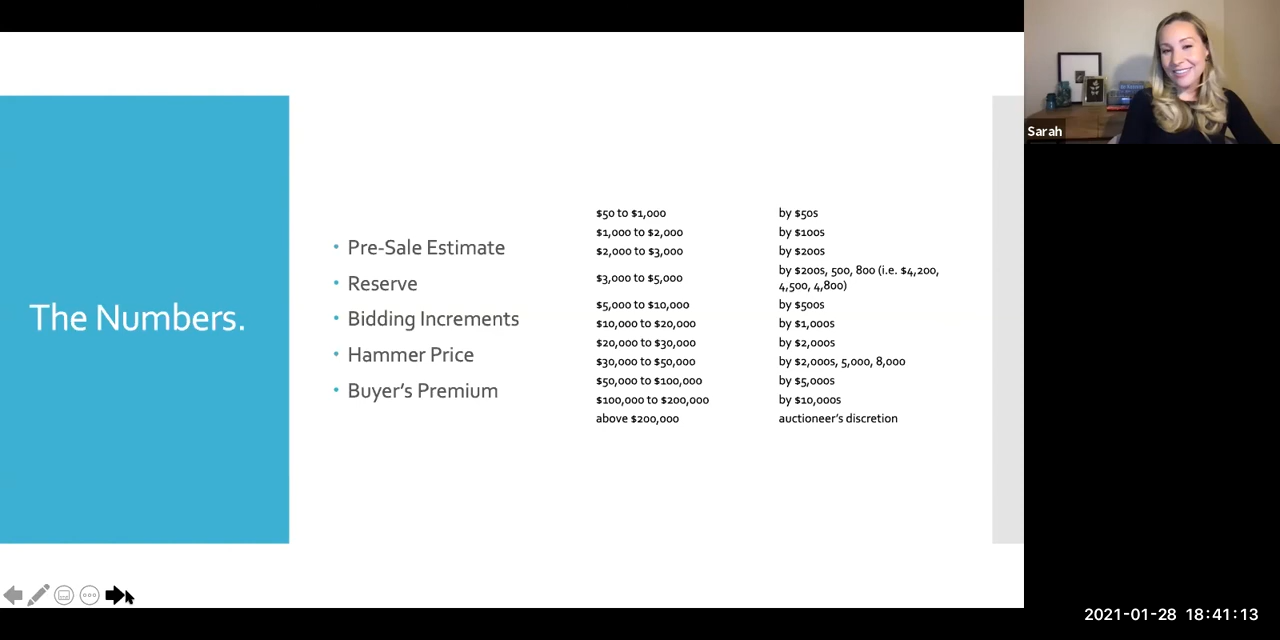 Sarah
The Numbers.
• Pre-Sale Estimate
• Reserve
• Bidding Increments
• Hammer Price
• Buyer's Premium
$50 to $1,000 by $50s
$1,000 to $2,000 by $100s
$2,000 to $3,000 by $200s
$3,000 to $5,000 by $200s, 500, 800 (i.e. $4,200,
4,500, 4,800)
$5,000 to $10,000 by $500s
$10,000 to $20,000 by $1,000s
$20,000 to $30,000 by $2,000s
$30,000 to $50,000 by $2,000s, 5,000, 8,000
$50,000 to $100,000 by $5,000s
$100,000 to $200,000 by $10,000s
above $200,000 auctioneer's discretion
2021-01-28 18:41:13